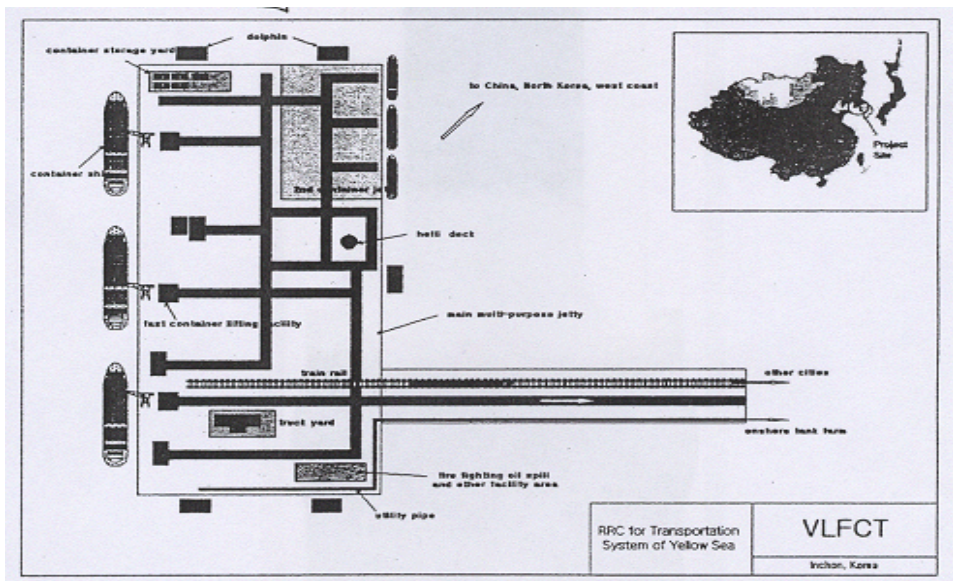 dolphin
container storage yard
to China, North Korea, west coast
Project
Site
container shi
2nd container jet
heli deck
fast container lifting facility
main multi-purpose jetty
train rail
other cities
truck yard
onshore tank farm
fire fighting oil spill
and other facility area
utility pipe
RRC for Transportation
System of Yellow Sea
VLFCT
Inchon, Korea